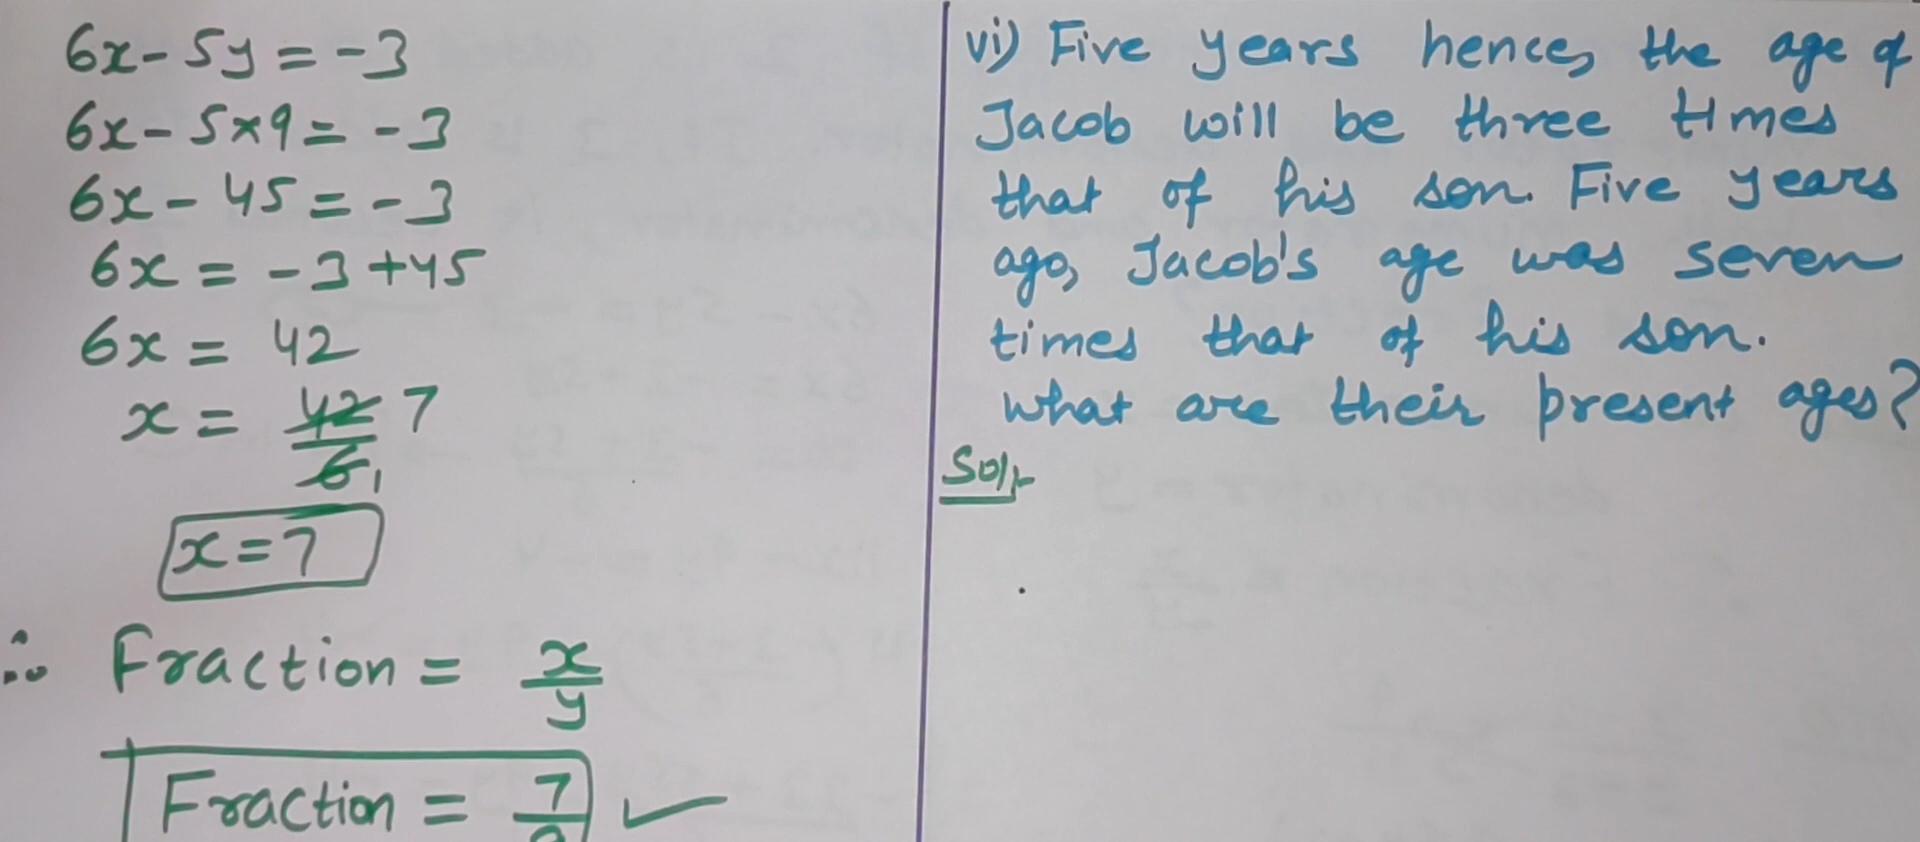 6x - 5y = -3
6x - 5×9 = -3
6x - 45 = -3
6x = -3 + 45
6x = 42
x = 42/6 7 1
x = 7
∴ Fraction = x/y
Fraction = 7/9 ✓
vi) Five years hence, the age of
Jacob will be three times
that of his son. Five years
ago, Jacob's age was seven
times that of his son.
what are their present ages?
Sol:-